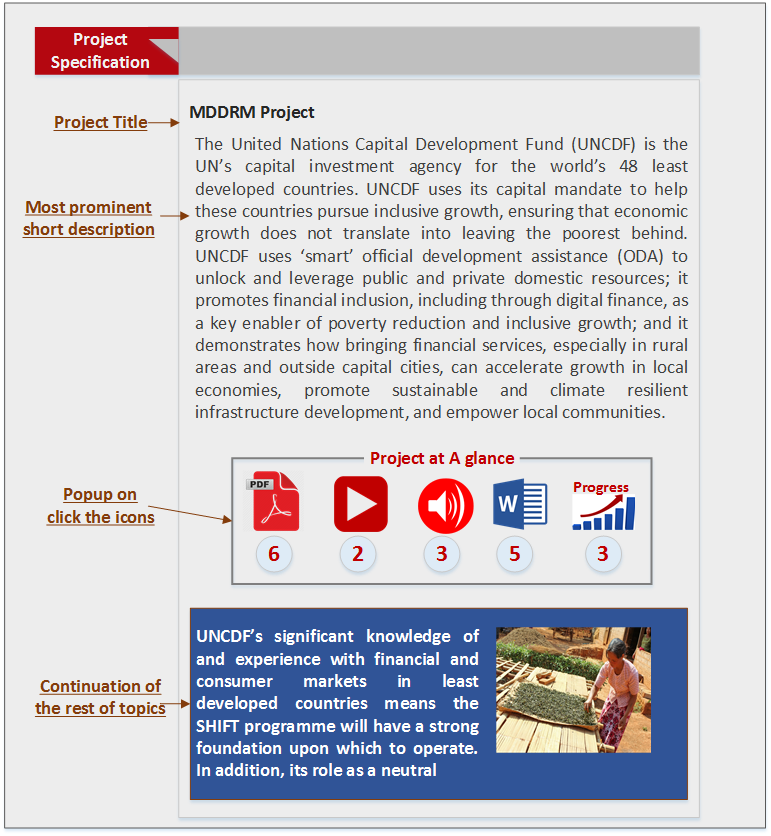 Project
Specification
Project Title
MDDRM Project
The United Nations Capital Development Fund (UNCDF) is the
UN’s capital investment agency for the world’s 48 least
developed countries. UNCDF uses its capital mandate to help
these countries pursue inclusive growth, ensuring that economic
growth does not translate into leaving the poorest behind.
UNCDF uses ‘smart’ official development assistance (ODA) to
unlock and leverage public and private domestic resources; it
promotes financial inclusion, including through digital finance, as
a key enabler of poverty reduction and inclusive growth; and it
demonstrates how bringing financial services, especially in rural
areas and outside capital cities, can accelerate growth in local
economies, promote sustainable and climate resilient
infrastructure development, and empower local communities.
Most prominent
short description
Project at A glance
PDF
W
Progress
6
2
3
5
3
Popup on
click the icons
UNCDF’s significant knowledge of
and experience with financial and
consumer markets in least
developed countries means the
SHIFT programme will have a strong
foundation upon which to operate.
In addition, its role as a neutral
Continuation of
the rest of topics